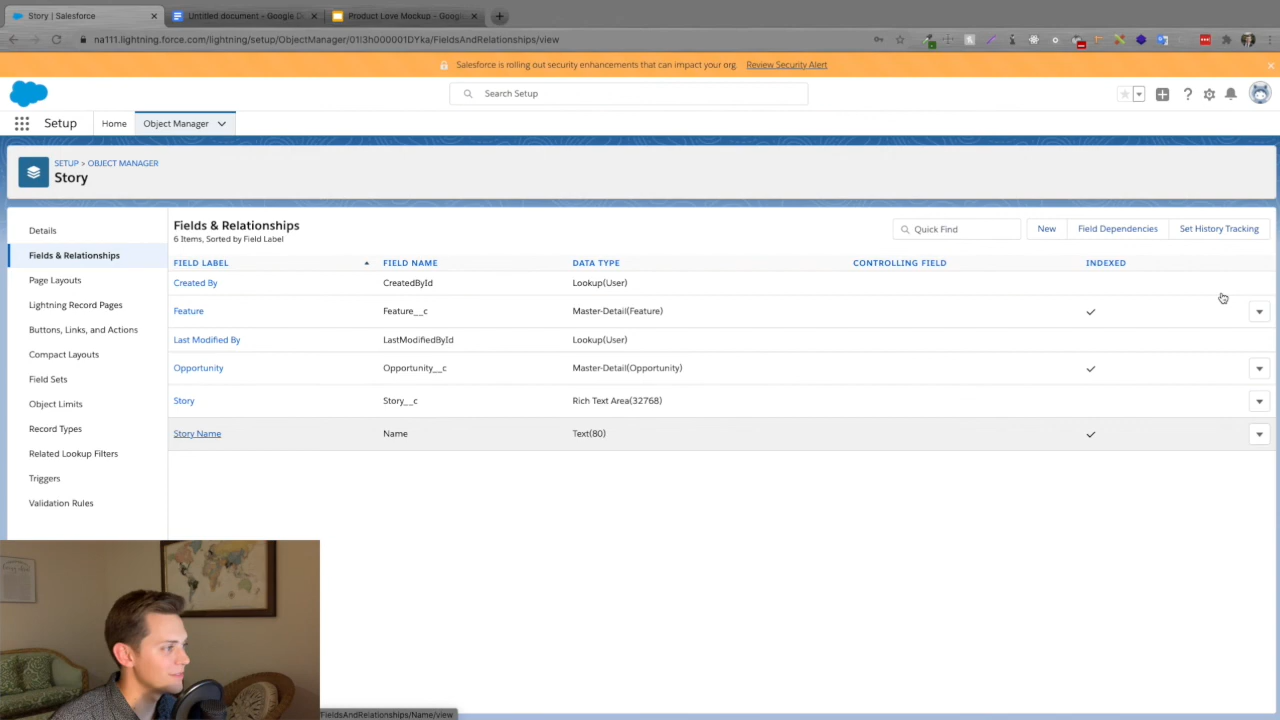 Story | Salesforce
Untitled document - Google D
Product Love Mockup - Google
na111.lightning.force.com/lightning/setup/ObjectManager/01I3h000001DYka/FieldsAndRelationships/view
Salesforce is rolling out security enhancements that can impact your org. Review Security Alert
Search Setup
Setup
Home
Object Manager
SETUP > OBJECT MANAGER
Story
Details
Fields & Relationships
Page Layouts
Lightning Record Pages
Buttons, Links, and Actions
Compact Layouts
Field Sets
Object Limits
Record Types
Related Lookup Filters
Triggers
Validation Rules
Fields & Relationships
6 Items, Sorted by Field Label
Quick Find
New
Field Dependencies
Set History Tracking
FIELD LABEL FIELD NAME DATA TYPE CONTROLLING FIELD INDEXED
Created By CreatedById Lookup(User)
Feature Feature__c Master-Detail(Feature)
Last Modified By LastModifiedById Lookup(User)
Opportunity Opportunity__c Master-Detail(Opportunity)
Story Story__c Rich Text Area(32768)
Story Name Name Text(80)
FieldsAndRelationships/Name/view